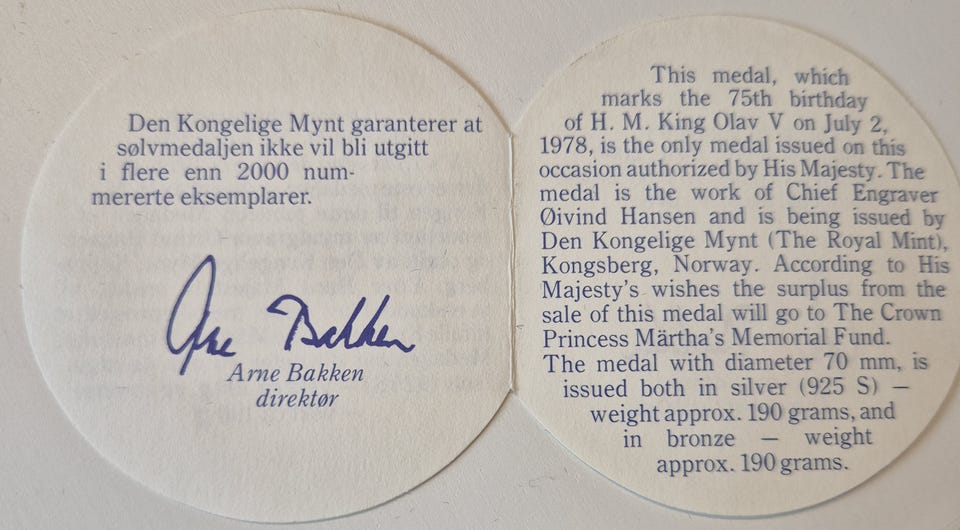 Den Kongelige Mynt garanterer at
sølvmedaljen ikke vil bli utgitt
i flere enn 2000 num-
mererte eksemplarer.
Arne Bakken
Arne Bakken
direktør
This medal, which
marks the 75th birthday
of H. M. King Olav V on July 2,
1978, is the only medal issued on this
occasion authorized by His Majesty. The
medal is the work of Chief Engraver
Øivind Hansen and is being issued by
Den Kongelige Mynt (The Royal Mint),
Kongsberg, Norway. According to His
Majesty's wishes the surplus from the
sale of this medal will go to The Crown
Princess Märtha's Memorial Fund.
The medal with diameter 70 mm, is
issued both in silver (925 S) —
weight approx. 190 grams, and
in bronze — weight
approx. 190 grams.